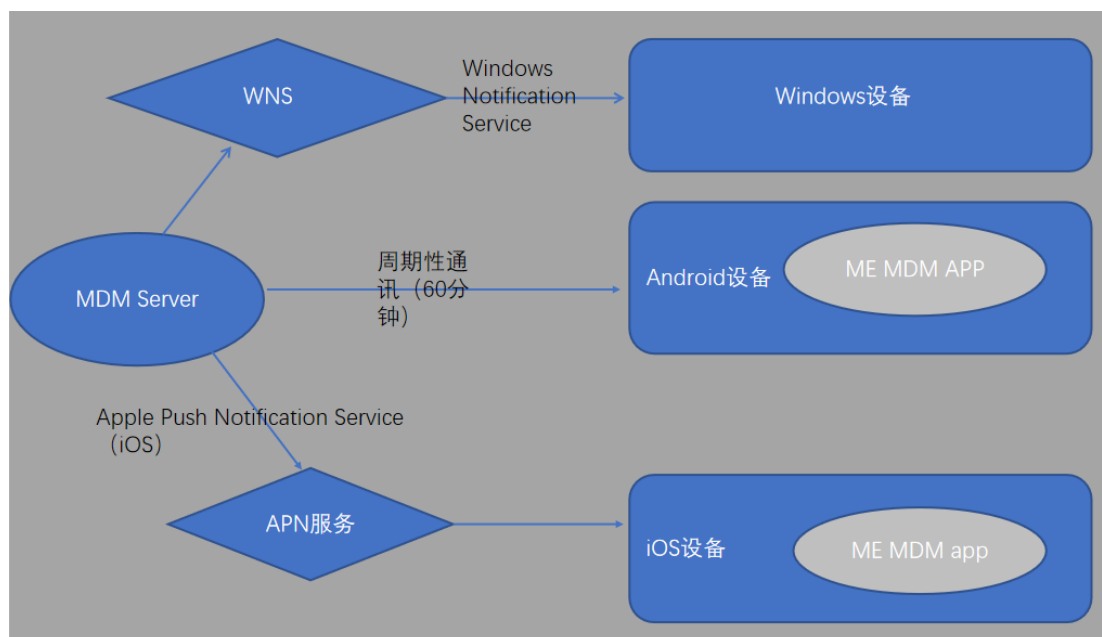 WNS
Windows
Notification
Service
Windows设备
MDM Server
周期性通
讯（60分
钟）
Android设备
ME MDM APP
Apple Push Notification Service
（iOS）
APN服务
iOS设备
ME MDM app